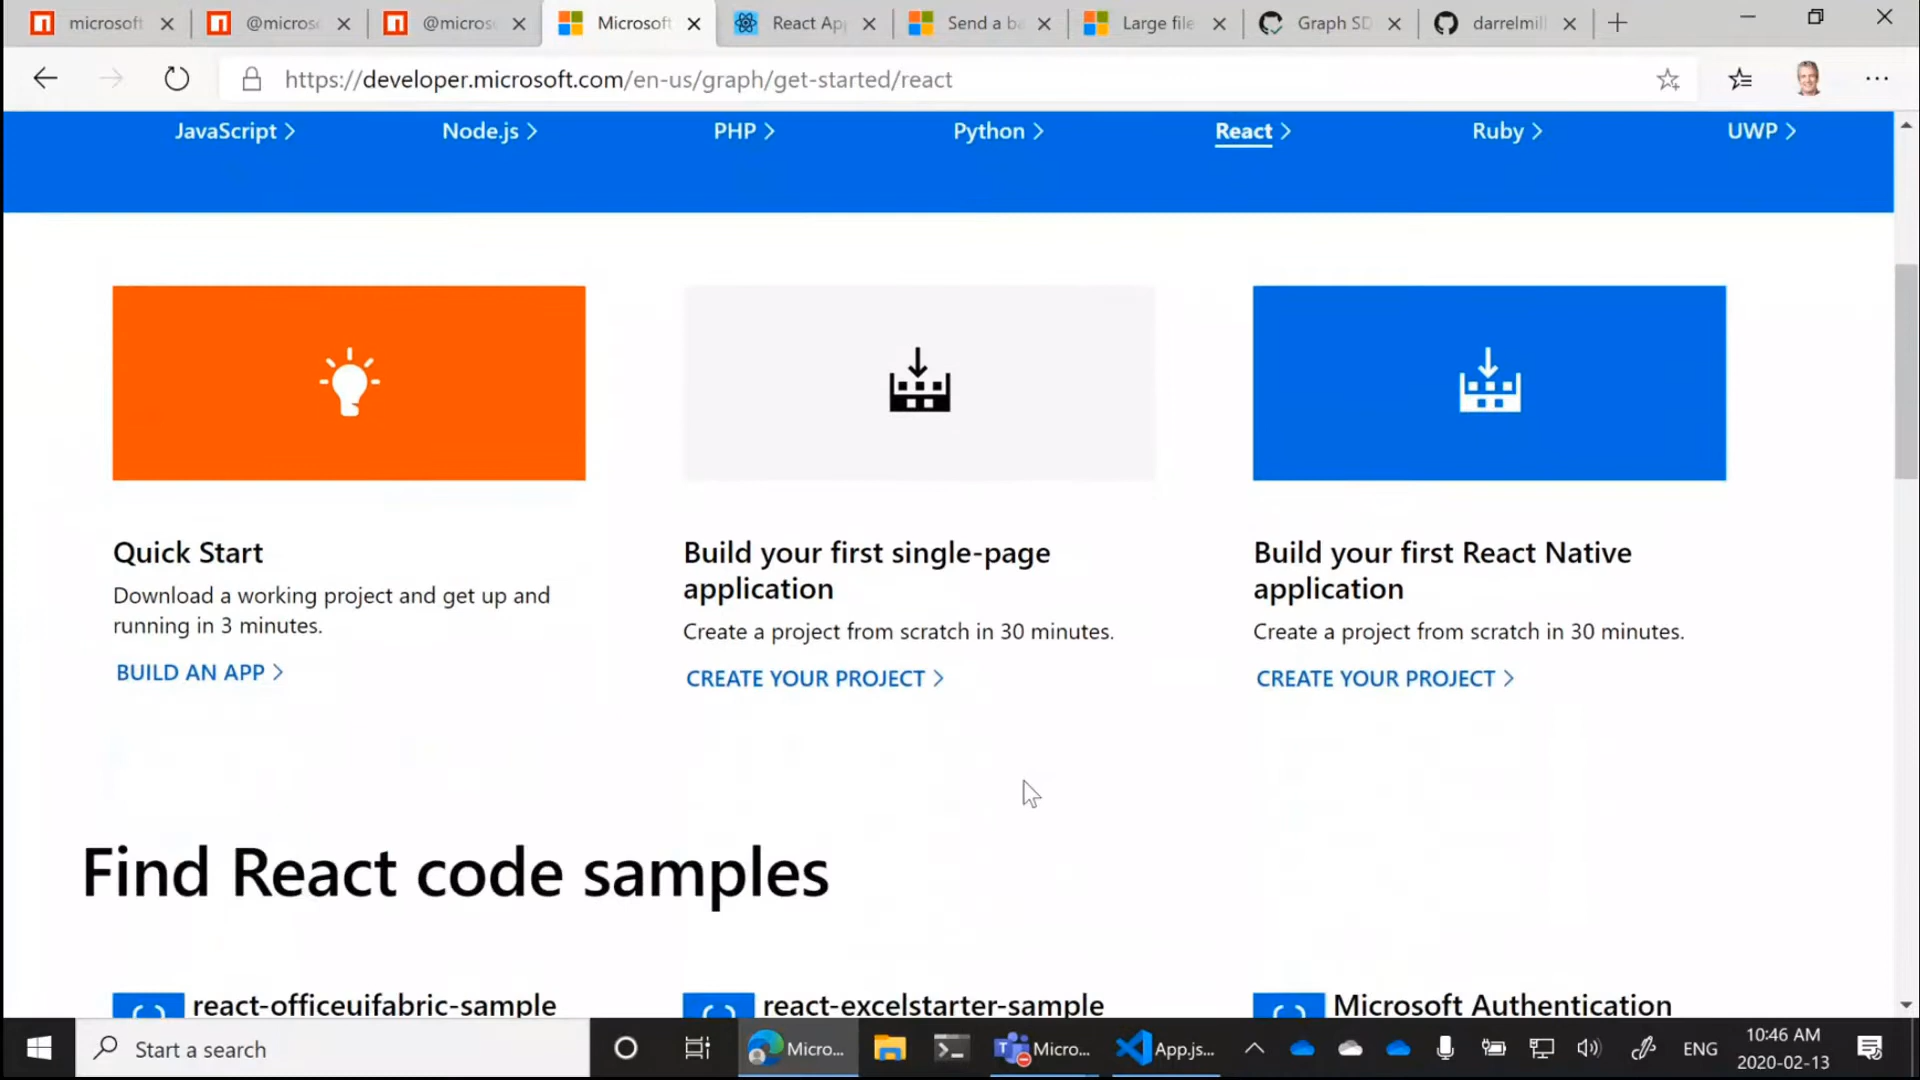 microsoft
@micros
@micros
Microsoft
React Ap
Send a ba
Large file
Graph SD
darrelmill
https://developer.microsoft.com/en-us/graph/get-started/react
JavaScript
Node.js
PHP
Python
React
Ruby
UWP
Quick Start
Download a working project and get up and
running in 3 minutes.
BUILD AN APP
Build your first single-page
application
Create a project from scratch in 30 minutes.
CREATE YOUR PROJECT
Build your first React Native
application
Create a project from scratch in 30 minutes.
CREATE YOUR PROJECT
Find React code samples
react-officeuifabric-sample
react-excelstarter-sample
Microsoft Authentication
Start a search
Micro...
Micro...
App.js...
ENG
10:46 AM
2020-02-13